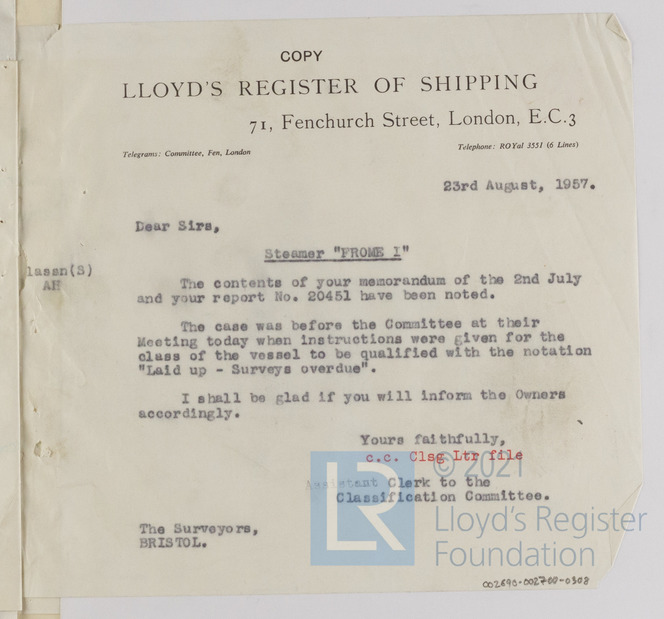 COPY
LLOYD'S REGISTER OF SHIPPING
71, Fenchurch Street, London, E.C.3
Telegrams: Committee, Fen, London
Telephone: ROYal 3551 (6 Lines)
23rd August, 1957.
Dear Sirs,
Steamer "FROME I"
lassn(S)
AH
The contents of your memorandum of the 2nd July
and your report No. 20451 have been noted.
The case was before the Committee at their
Meeting today when instructions were given for the
class of the vessel to be qualified with the notation
"Laid up - Surveys overdue".
I shall be glad if you will inform the Owners
accordingly.
Yours faithfully,
c.c. Clsg Ltr file
Assistant Clerk to the
Classification Committee.
The Surveyors,
BRISTOL.
LR
© 2021
Lloyd's Register
Foundation
002690-002700-0308